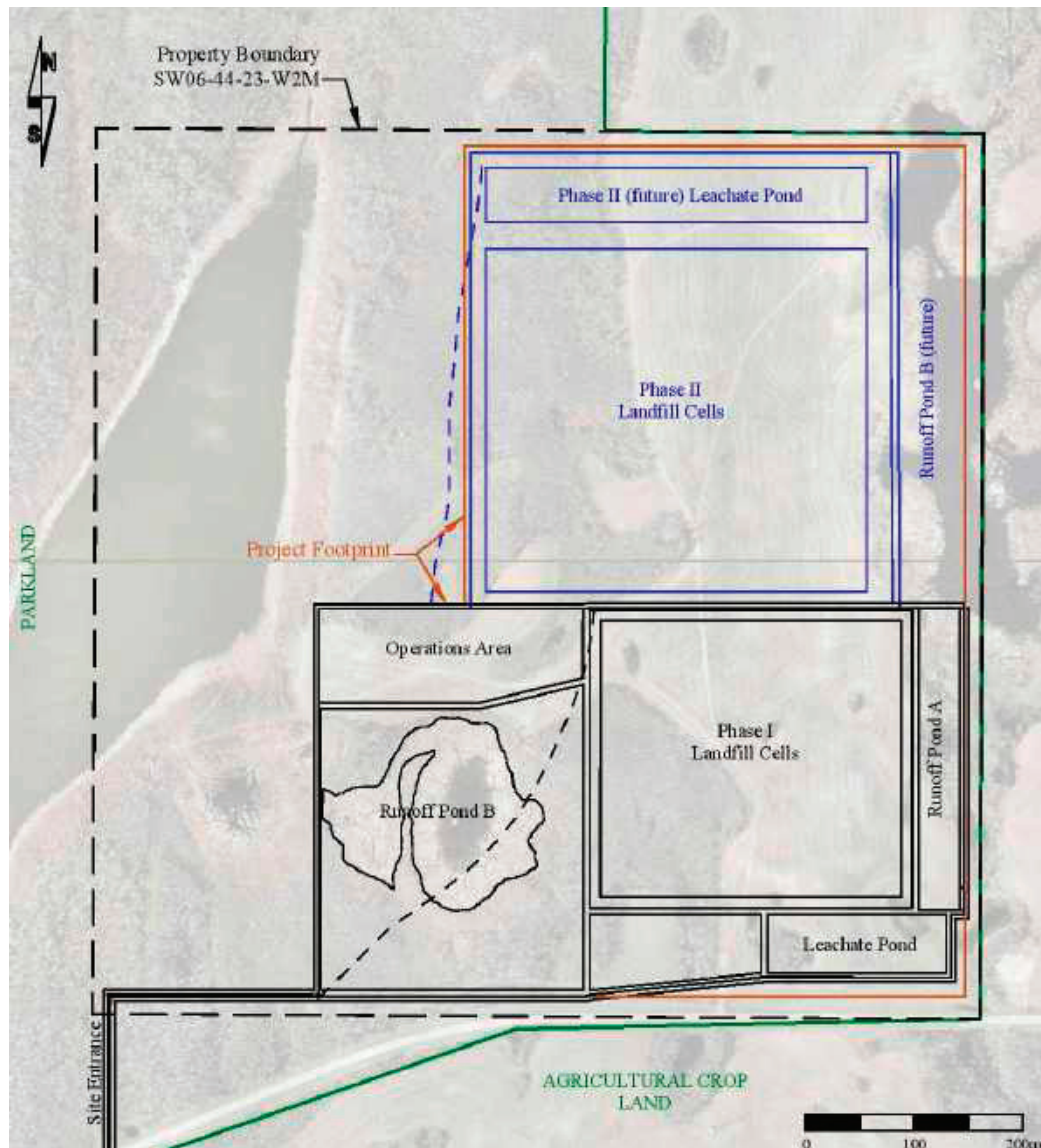 N
S
Property Boundary
SW06-44-23-W2M
Phase II (future) Leachate Pond
Phase II
Landfill Cells
Runoff Pond B (future)
Project Footprint
PARKLAND
Operations Area
Phase I
Landfill Cells
Runoff Pond A
Runoff Pond B
Leachate Pond
Site Entrance
AGRICULTURAL CROP
LAND
0 100 200m